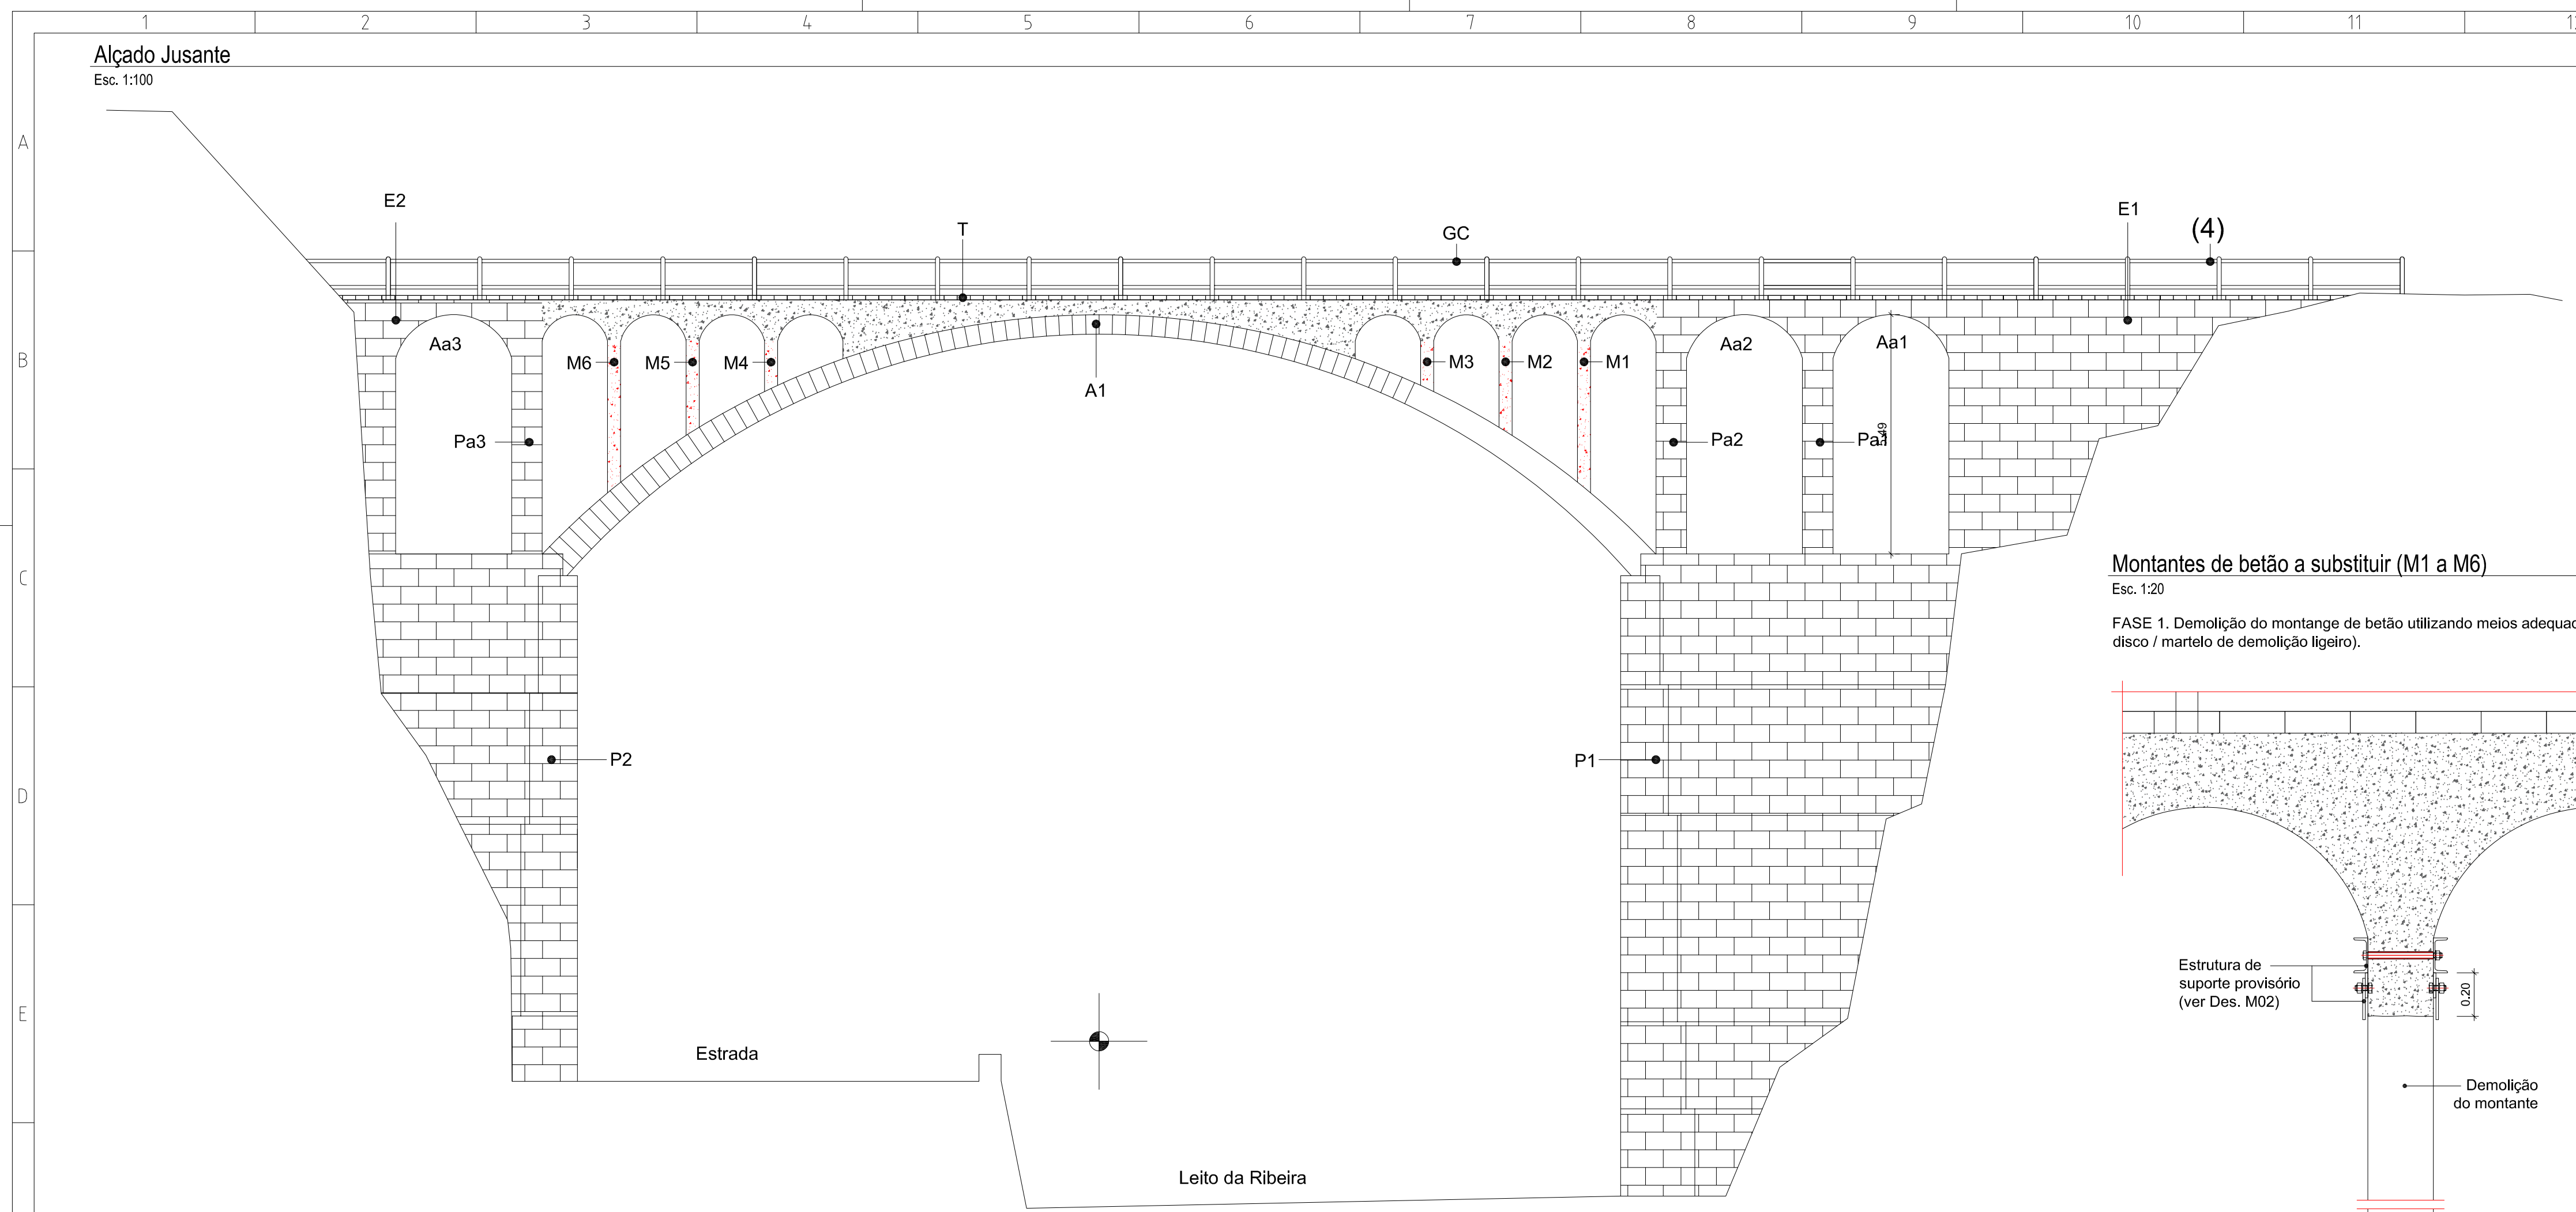 1 2 3 4 5 6 7 8 9 10 11
Alçado Jusante
Esc. 1:100
A
E2
T
GC
E1
(4)
B
Aa3
M6
M5
M4
A1
M3
M2
M1
Aa2
Aa1
Pa3
Pa2
Pa1
C
Montantes de betão a substituir (M1 a M6)
Esc. 1:20
FASE 1. Demolição do montange de betão utilizando meios
disco / martelo de demolição ligeiro).
P2
P1
D
E
Estrada
Leito da Ribeira
Estrutura de
suporte provisório
(ver Des. M02)
0.20
Demolição
do montante